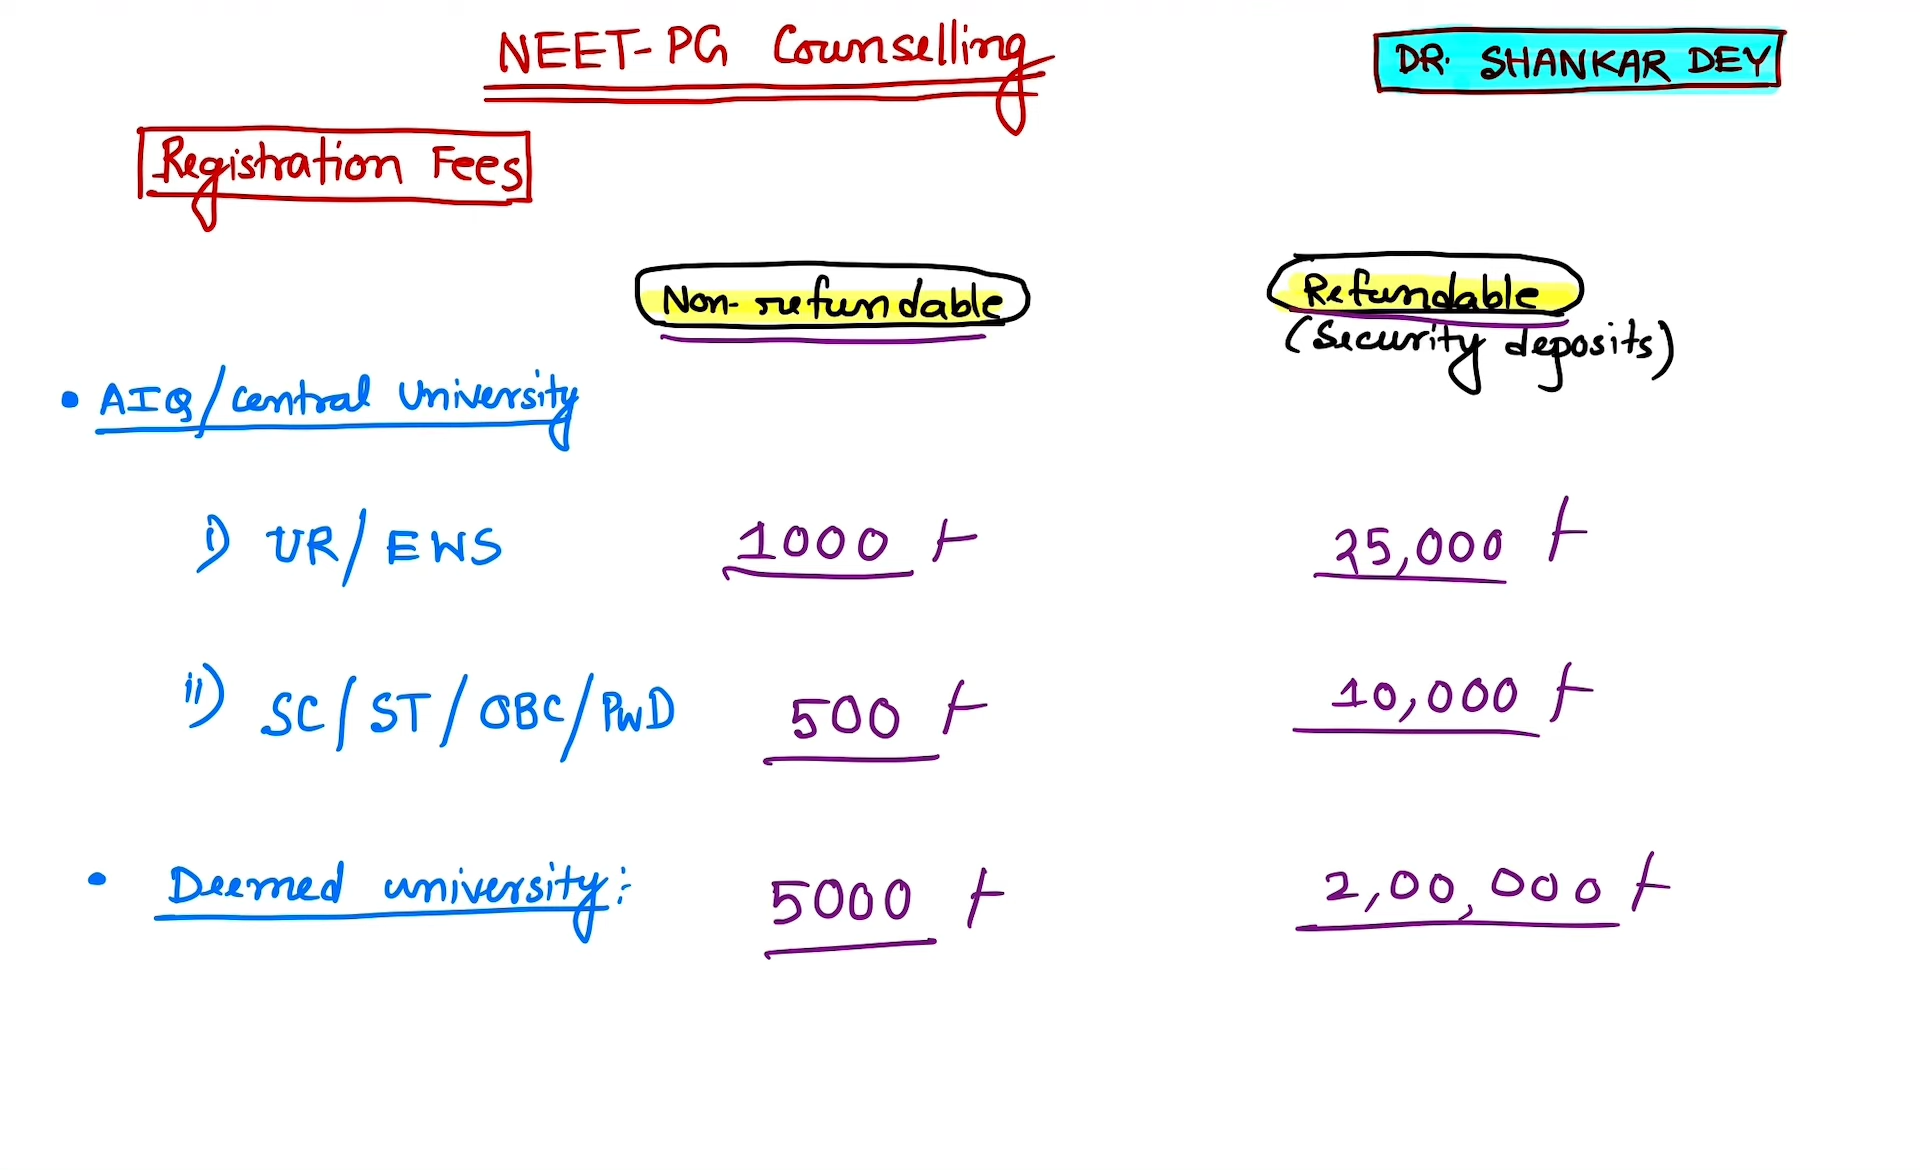 NEET-PG Counselling
DR. SHANKAR DEY
Registration Fees
Non-refundable
Refundable
(Security deposits)
• AIQ/central University
i) UR/EWS 1000 25,000
ii) SC/ST/OBC/PWD 500 10,000
• Deemed university:- 5000 2,00,000